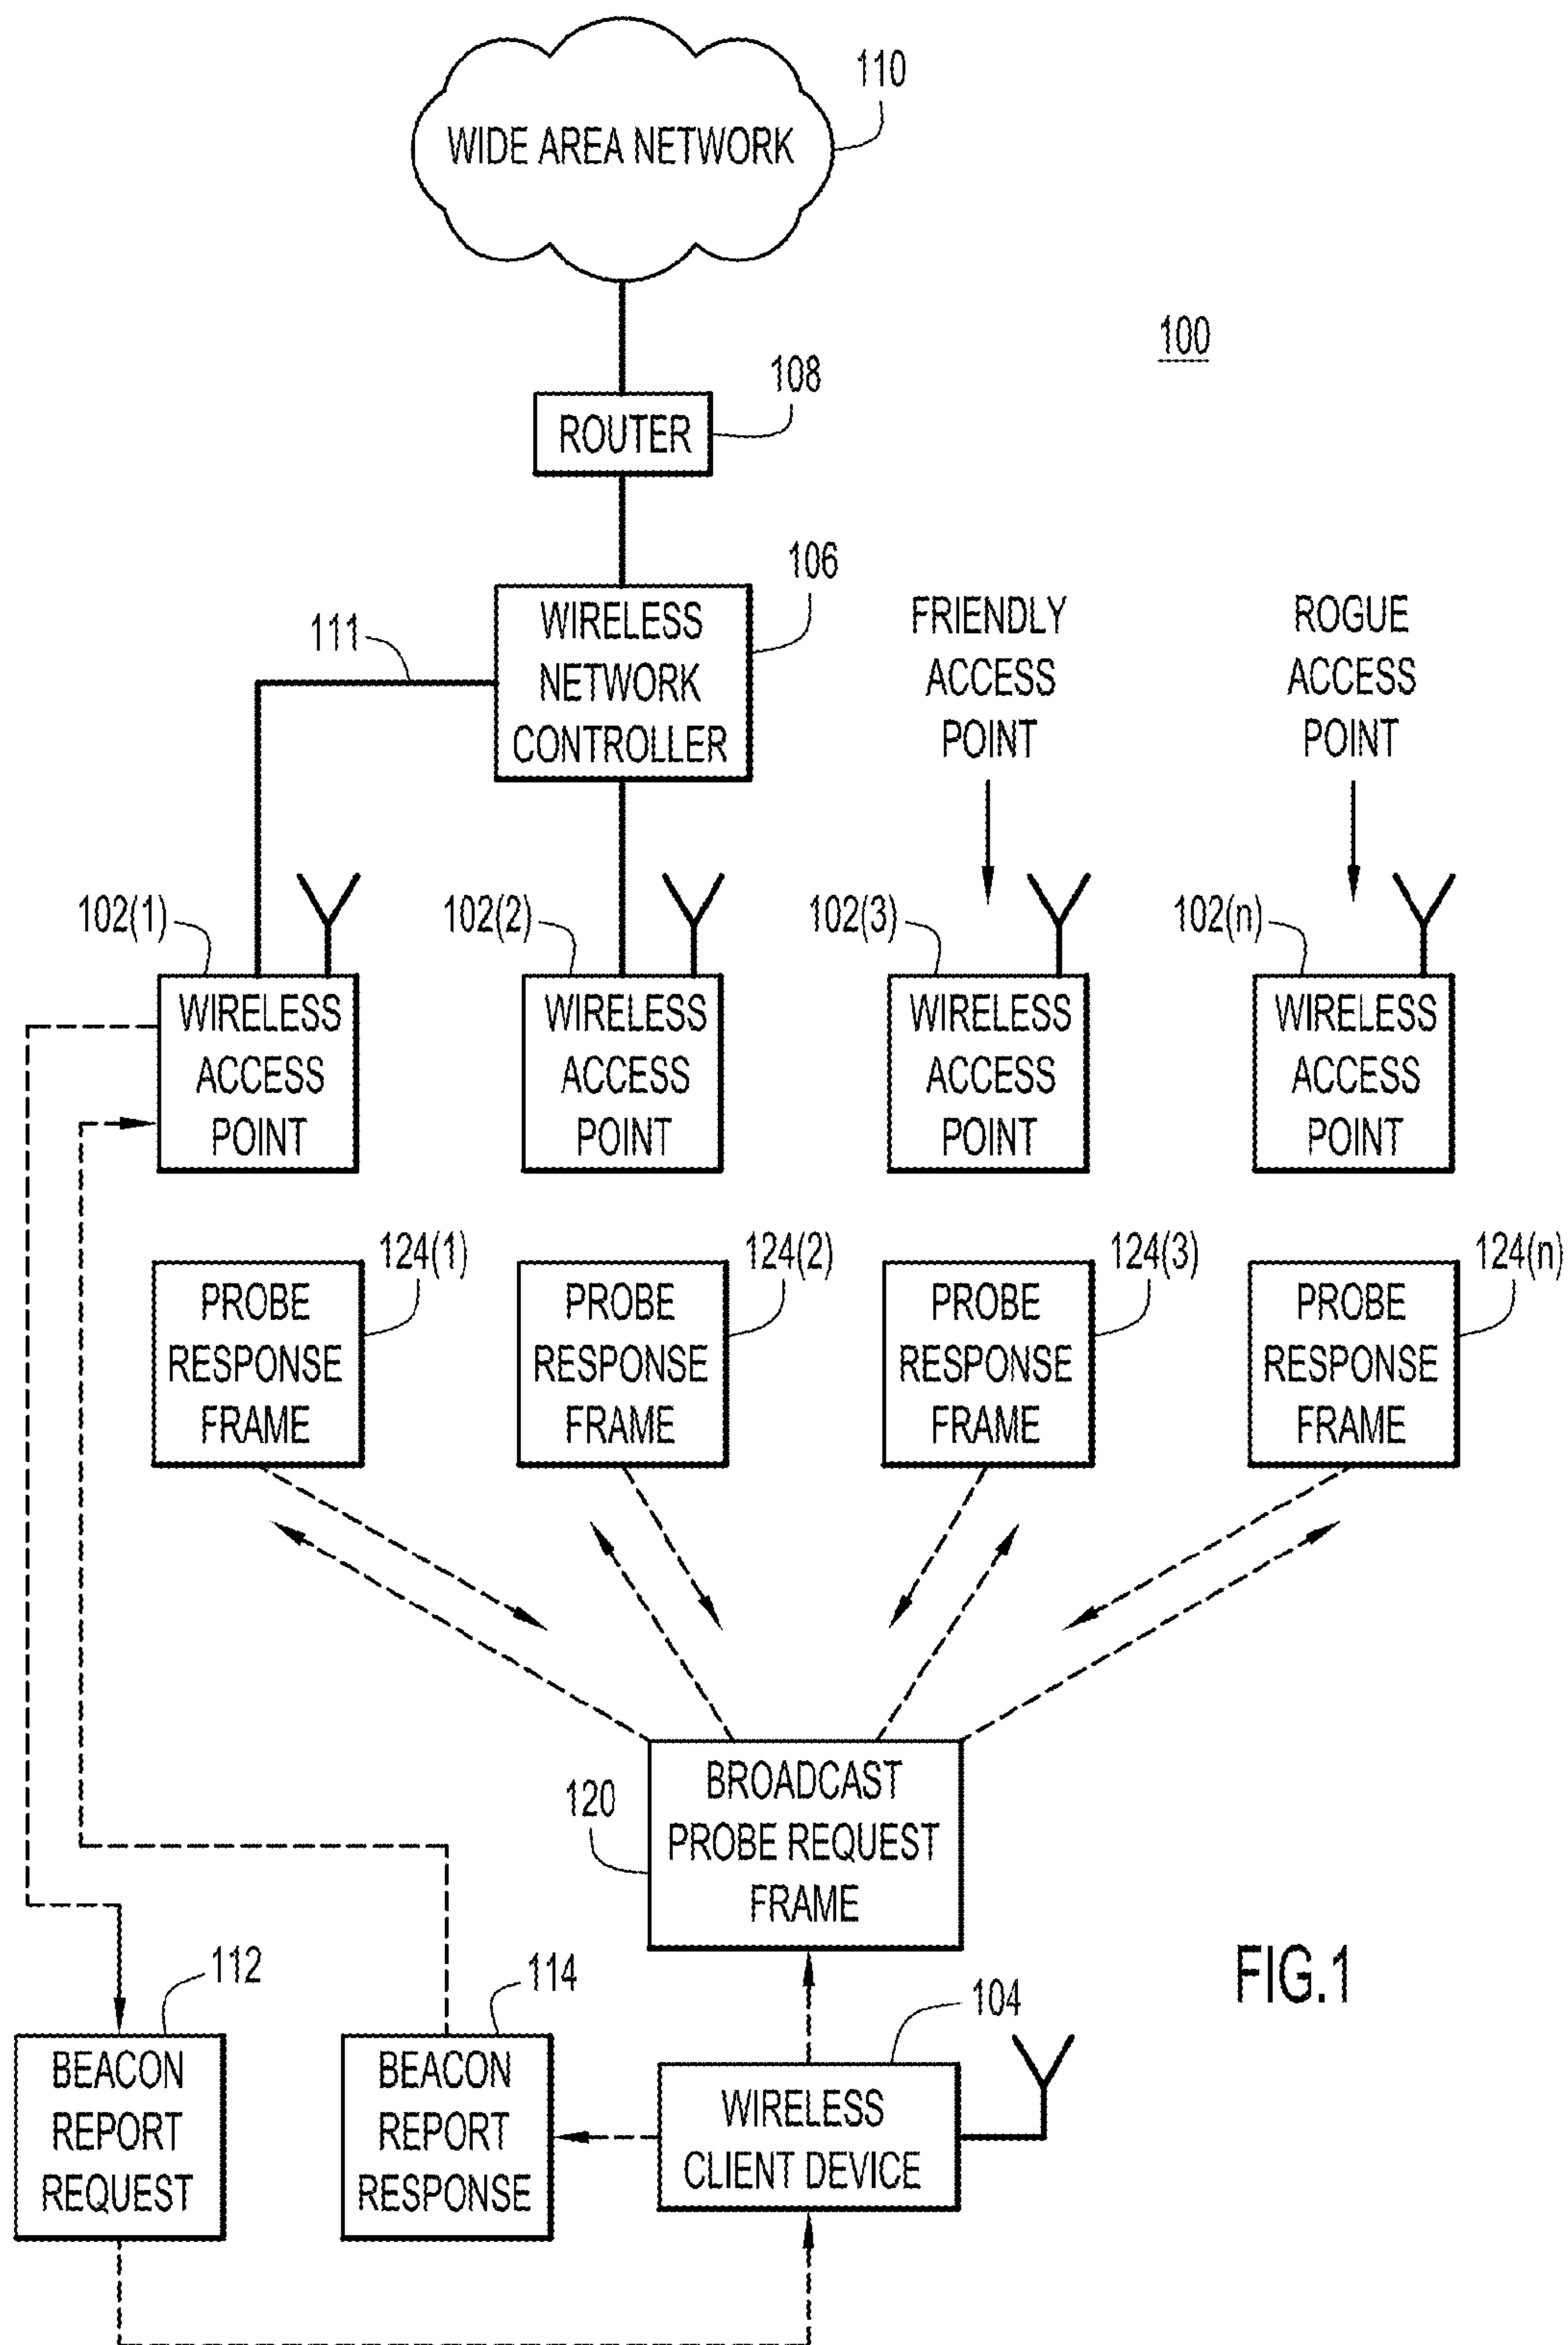 110
WIDE AREA NETWORK
100
108
ROUTER
106
111
WIRELESS
NETWORK
CONTROLLER
FRIENDLY
ACCESS
POINT
ROGUE
ACCESS
POINT
102(1)
102(2)
102(3)
102(n)
WIRELESS
ACCESS
POINT
WIRELESS
ACCESS
POINT
WIRELESS
ACCESS
POINT
WIRELESS
ACCESS
POINT
124(1)
124(2)
124(3)
124(n)
PROBE
RESPONSE
FRAME
PROBE
RESPONSE
FRAME
PROBE
RESPONSE
FRAME
PROBE
RESPONSE
FRAME
120
BROADCAST
PROBE REQUEST
FRAME
112
114
104
FIG.1
BEACON
REPORT
REQUEST
BEACON
REPORT
RESPONSE
WIRELESS
CLIENT DEVICE